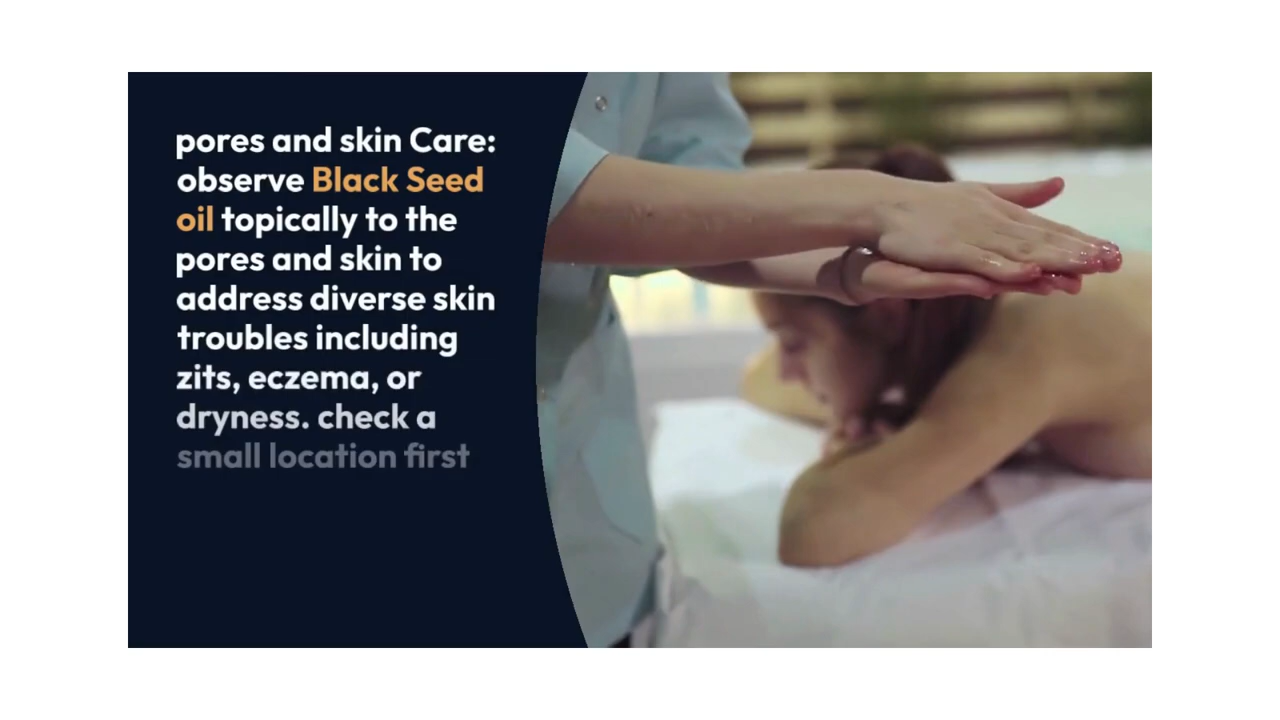 pores and skin Care:
observe Black Seed
oil topically to the
pores and skin to
address diverse skin
troubles including
zits, eczema, or
dryness. check a
small location first